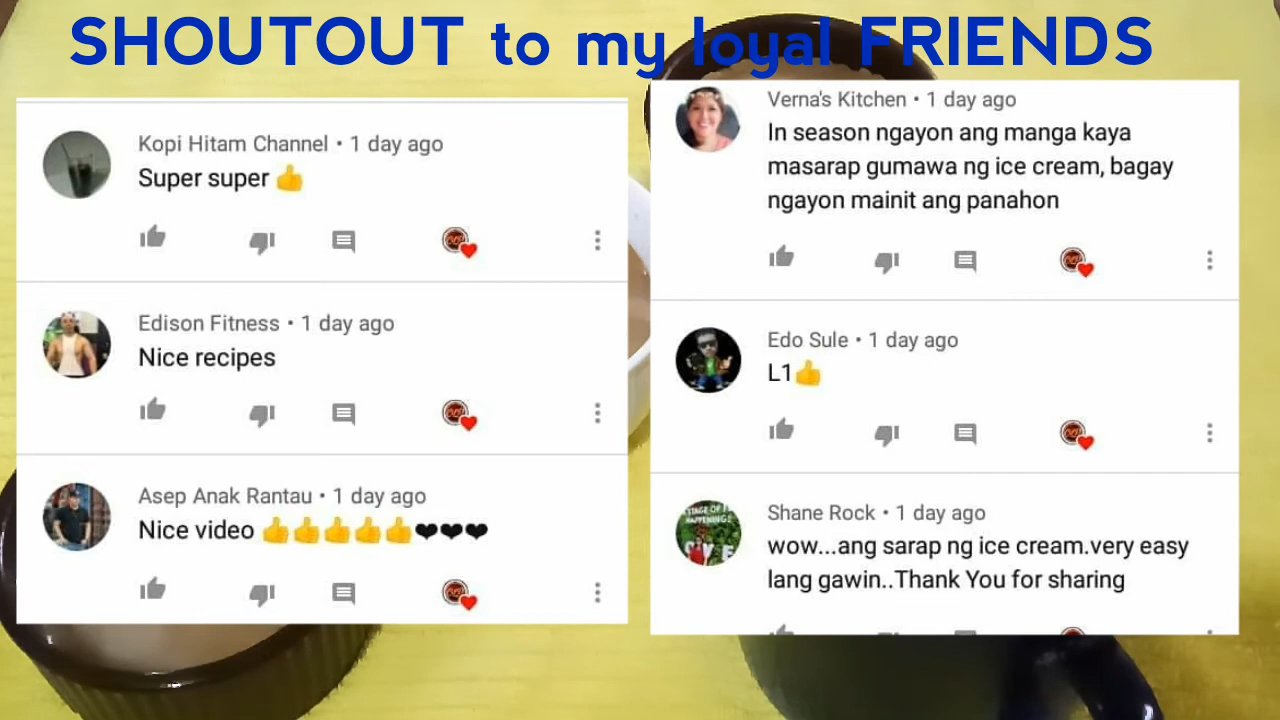 SHOUTOUT to my loyal FRIENDS
Kopi Hitam Channel • 1 day ago
Super super 👍
Edison Fitness • 1 day ago
Nice recipes
Asep Anak Rantau • 1 day ago
Nice video 👍👍👍👍👍❤❤❤
Verna's Kitchen • 1 day ago
In season ngayon ang manga kaya
masarap gumawa ng ice cream, bagay
ngayon mainit ang panahon
Edo Sule • 1 day ago
L1👍
Shane Rock • 1 day ago
wow...ang sarap ng ice cream.very easy
lang gawin..Thank You for sharing